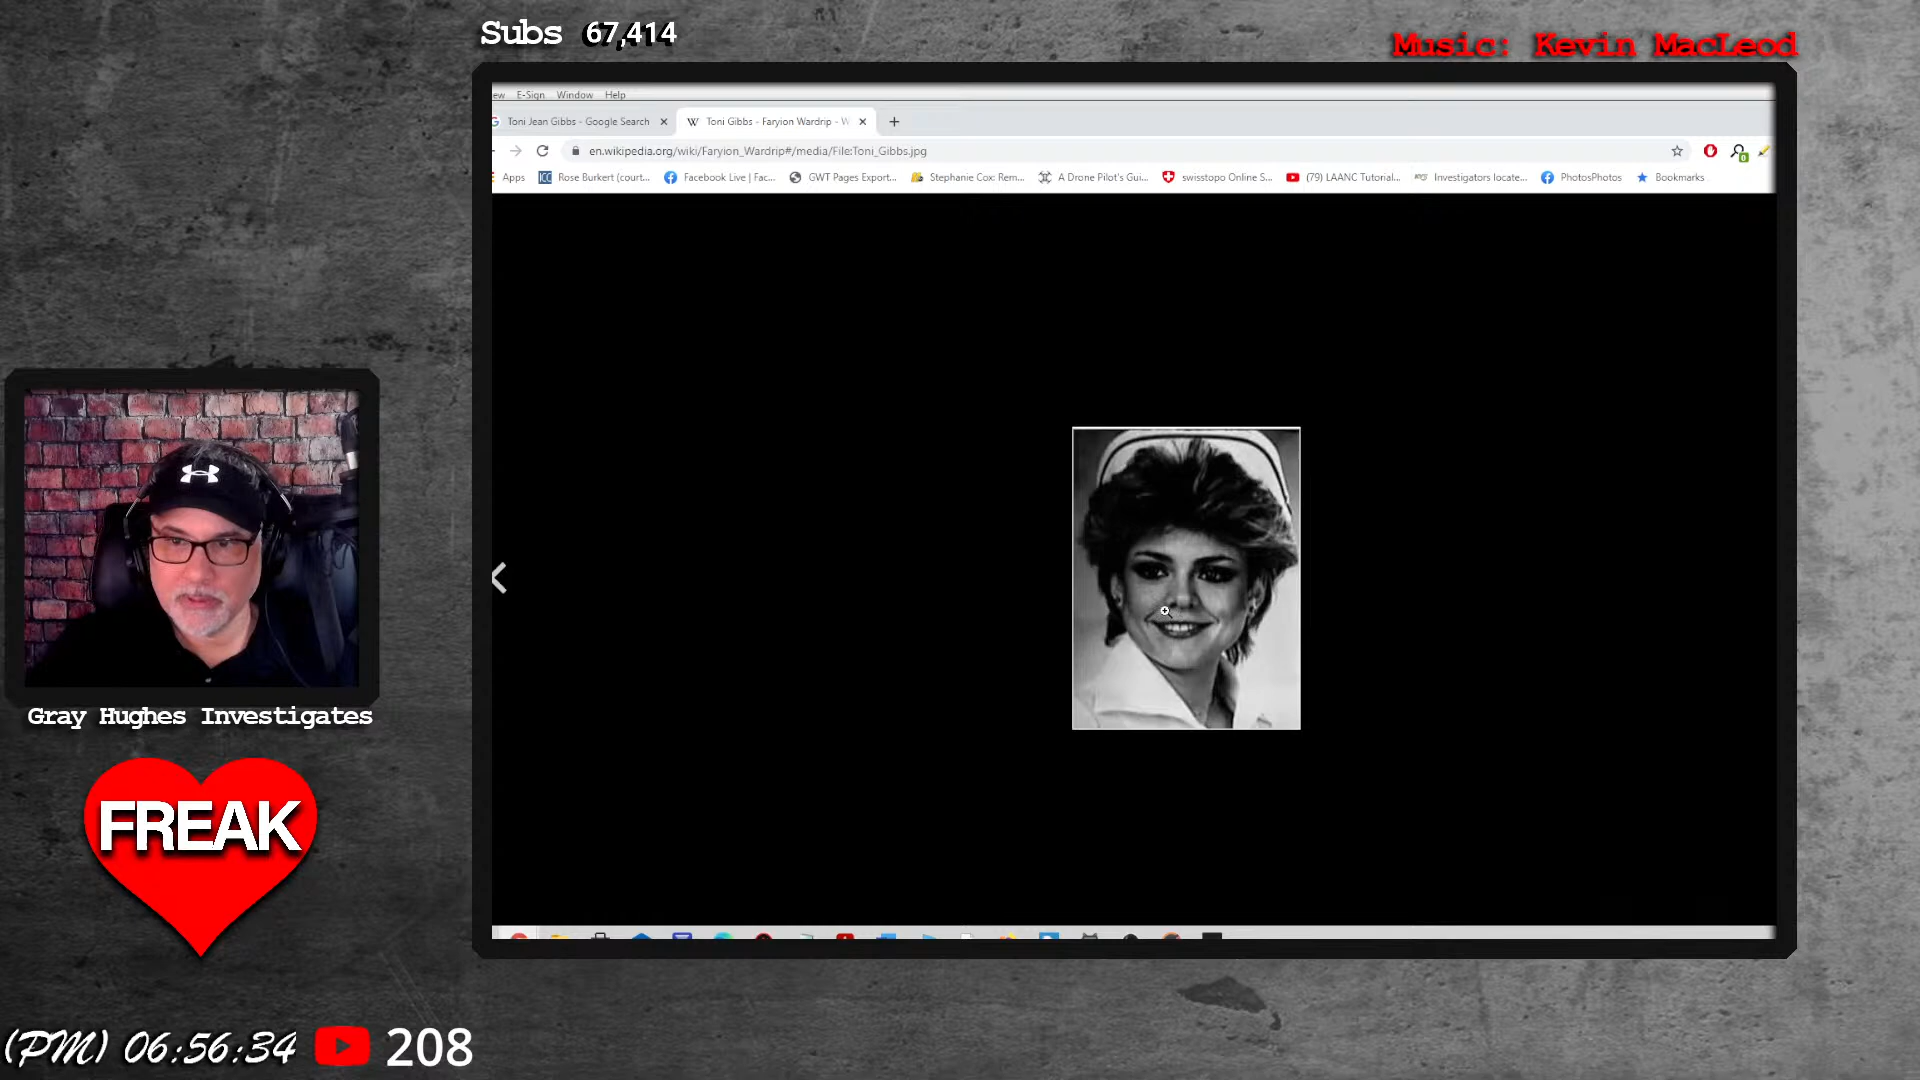 Subs 67,414
Music: Kevin MacLeod
ew E-Sign Window Help
Toni Jean Gibbs - Google Search
W Toni Gibbs - Faryion Wardrip - W
en.wikipedia.org/wiki/Faryion_Wardrip#/media/File:Toni_Gibbs.jpg
Apps ICC Rose Burkert (court... Facebook Live | Fac... GWT Pages Export... Stephanie Cox: Rem... A Drone Pilot's Gui... swisstopo Online S... (79) LAANC Tutorial... Investigators locate... PhotosPhotos Bookmarks
Gray Hughes Investigates
FREAK
(PM) 06:56:34 208